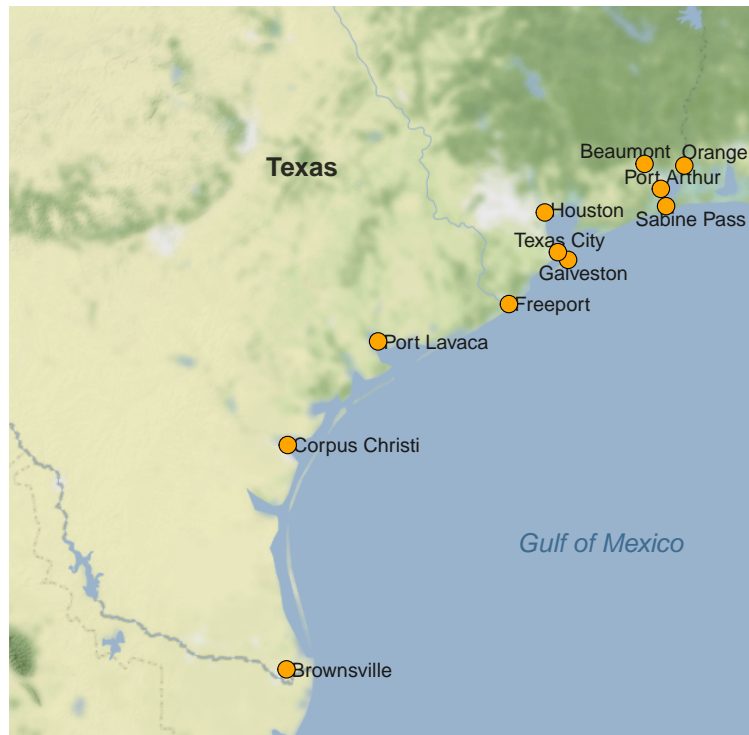 Beaumont
Orange
Texas
Port Arthur
Houston
Sabine Pass
Texas City
Galveston
Freeport
Port Lavaca
Corpus Christi
Gulf of Mexico
Brownsville